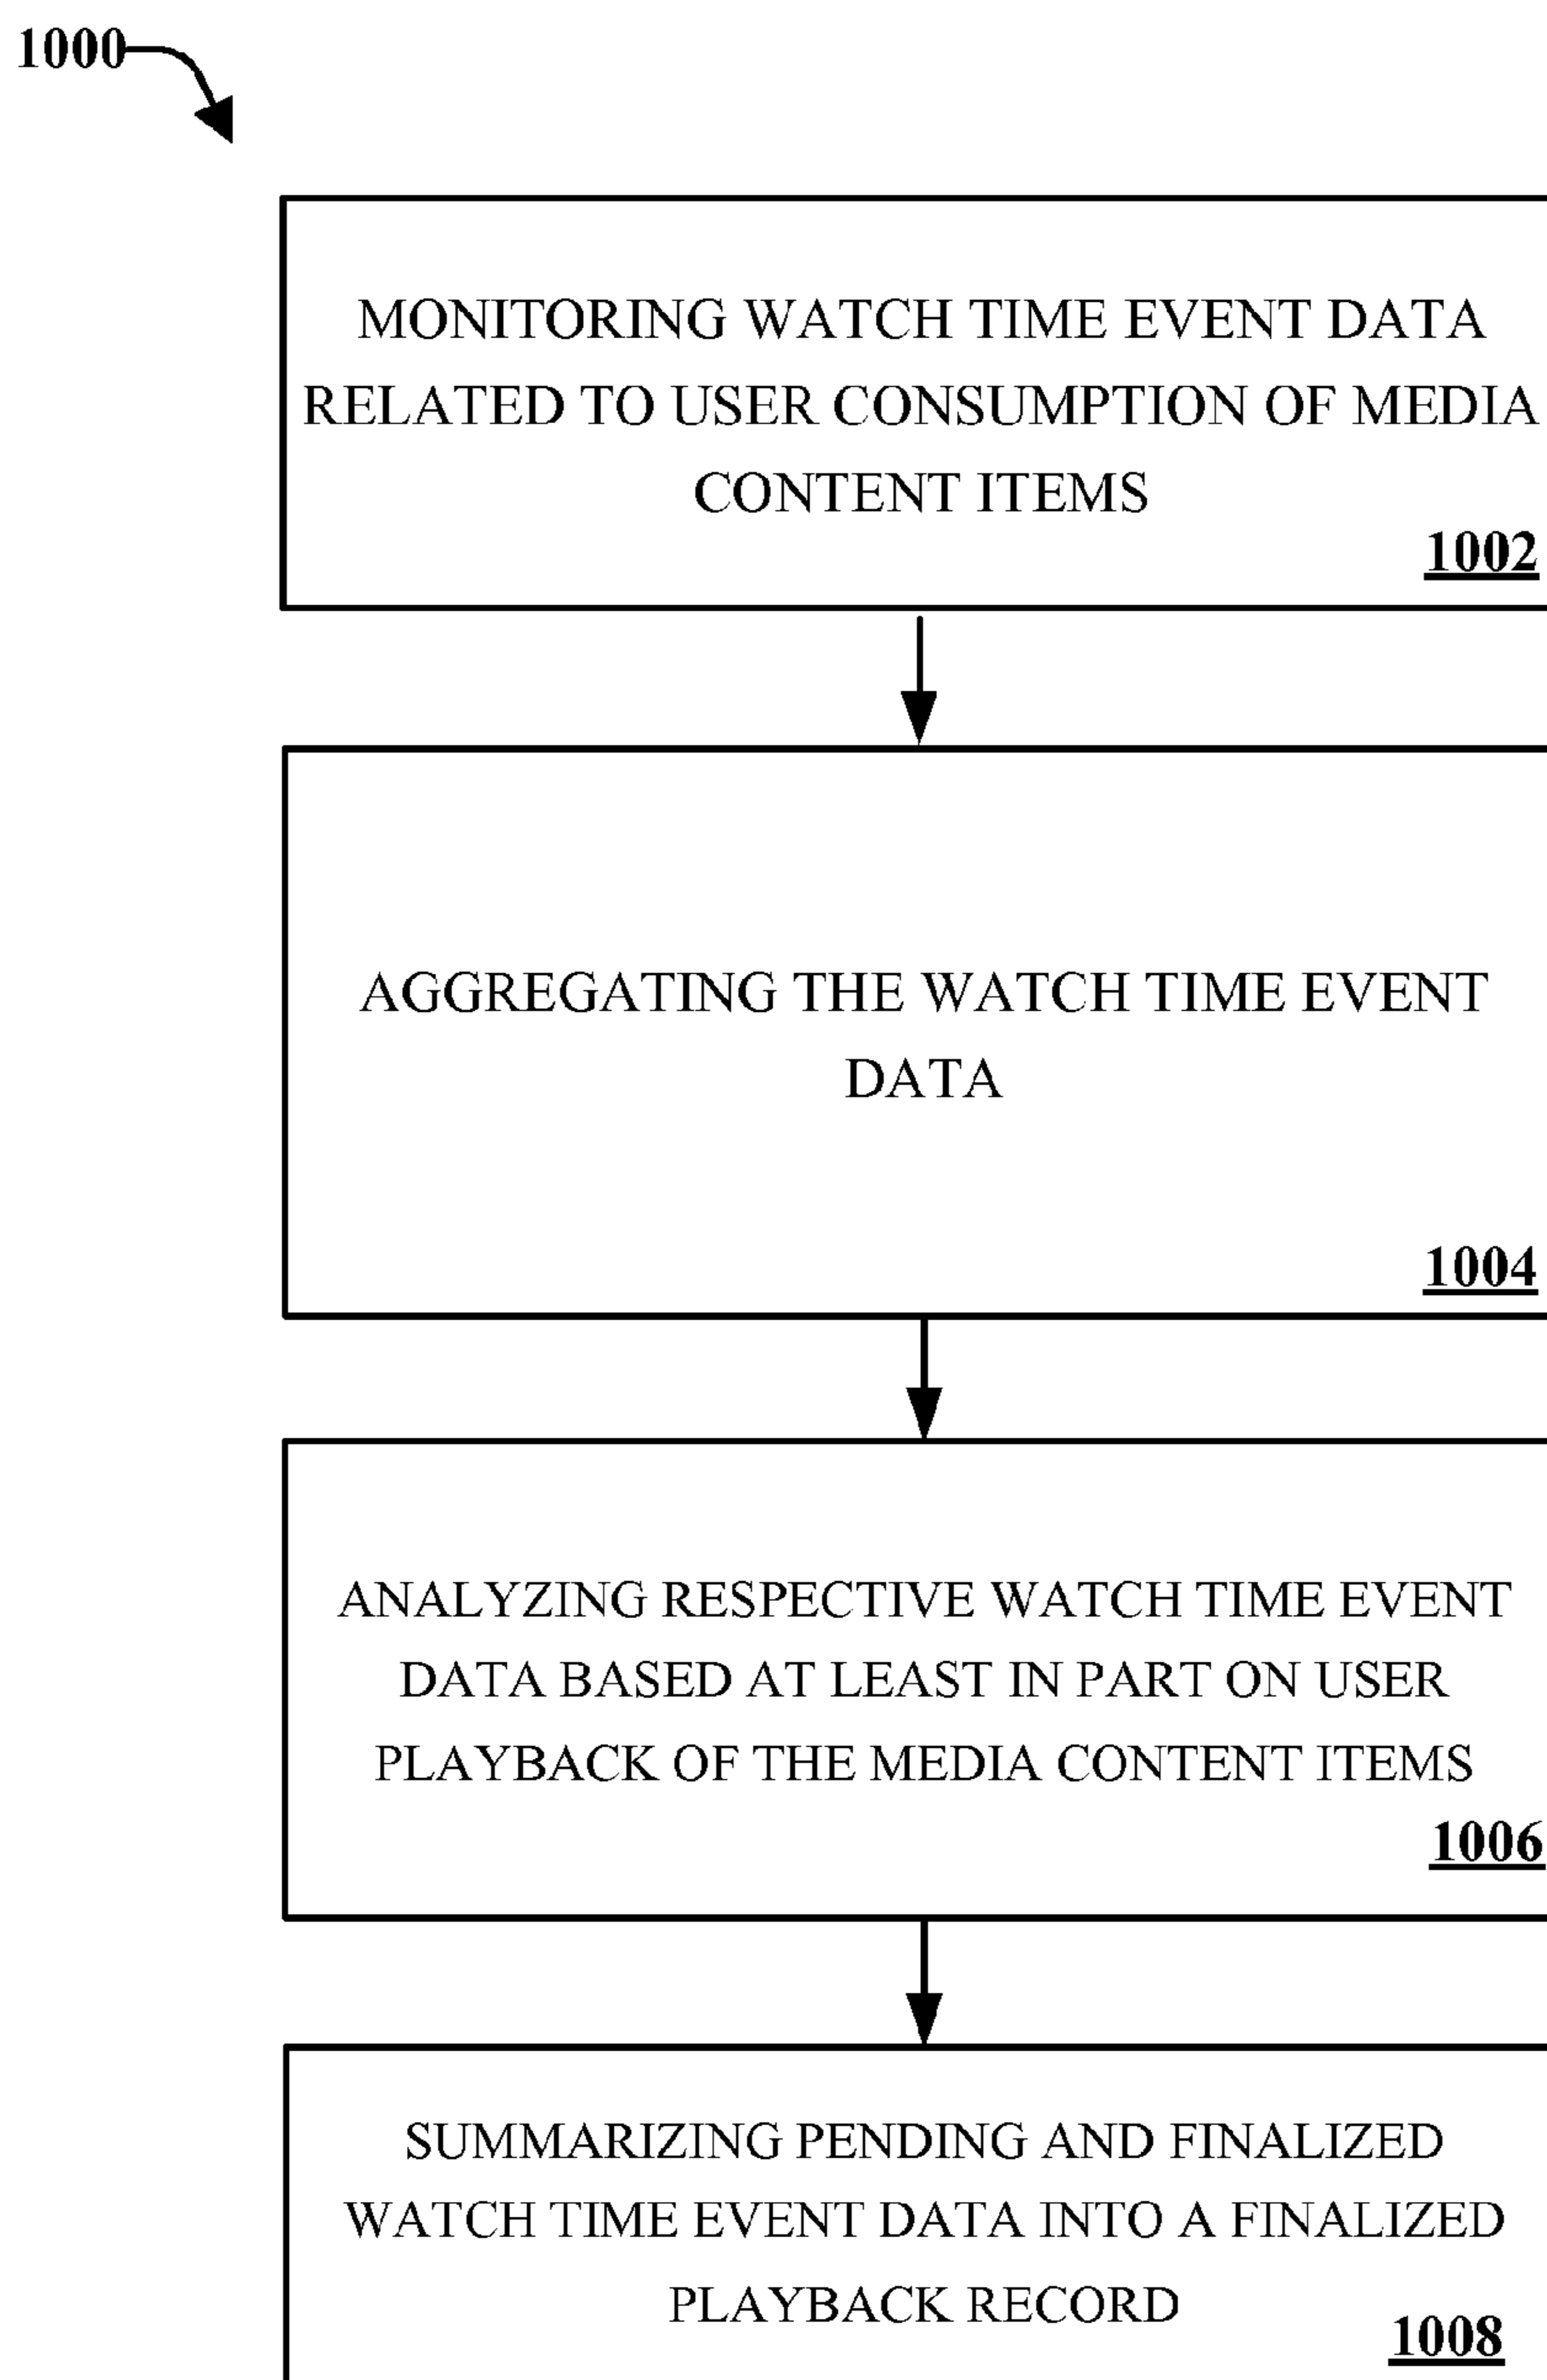 1000
MONITORING WATCH TIME EVENT DATA
RELATED TO USER CONSUMPTION OF MEDIA
CONTENT ITEMS
1002
AGGREGATING THE WATCH TIME EVENT
DATA
1004
ANALYZING RESPECTIVE WATCH TIME EVENT
DATA BASED AT LEAST IN PART ON USER
PLAYBACK OF THE MEDIA CONTENT ITEMS
1006
SUMMARIZING PENDING AND FINALIZED
WATCH TIME EVENT DATA INTO A FINALIZED
PLAYBACK RECORD
1008